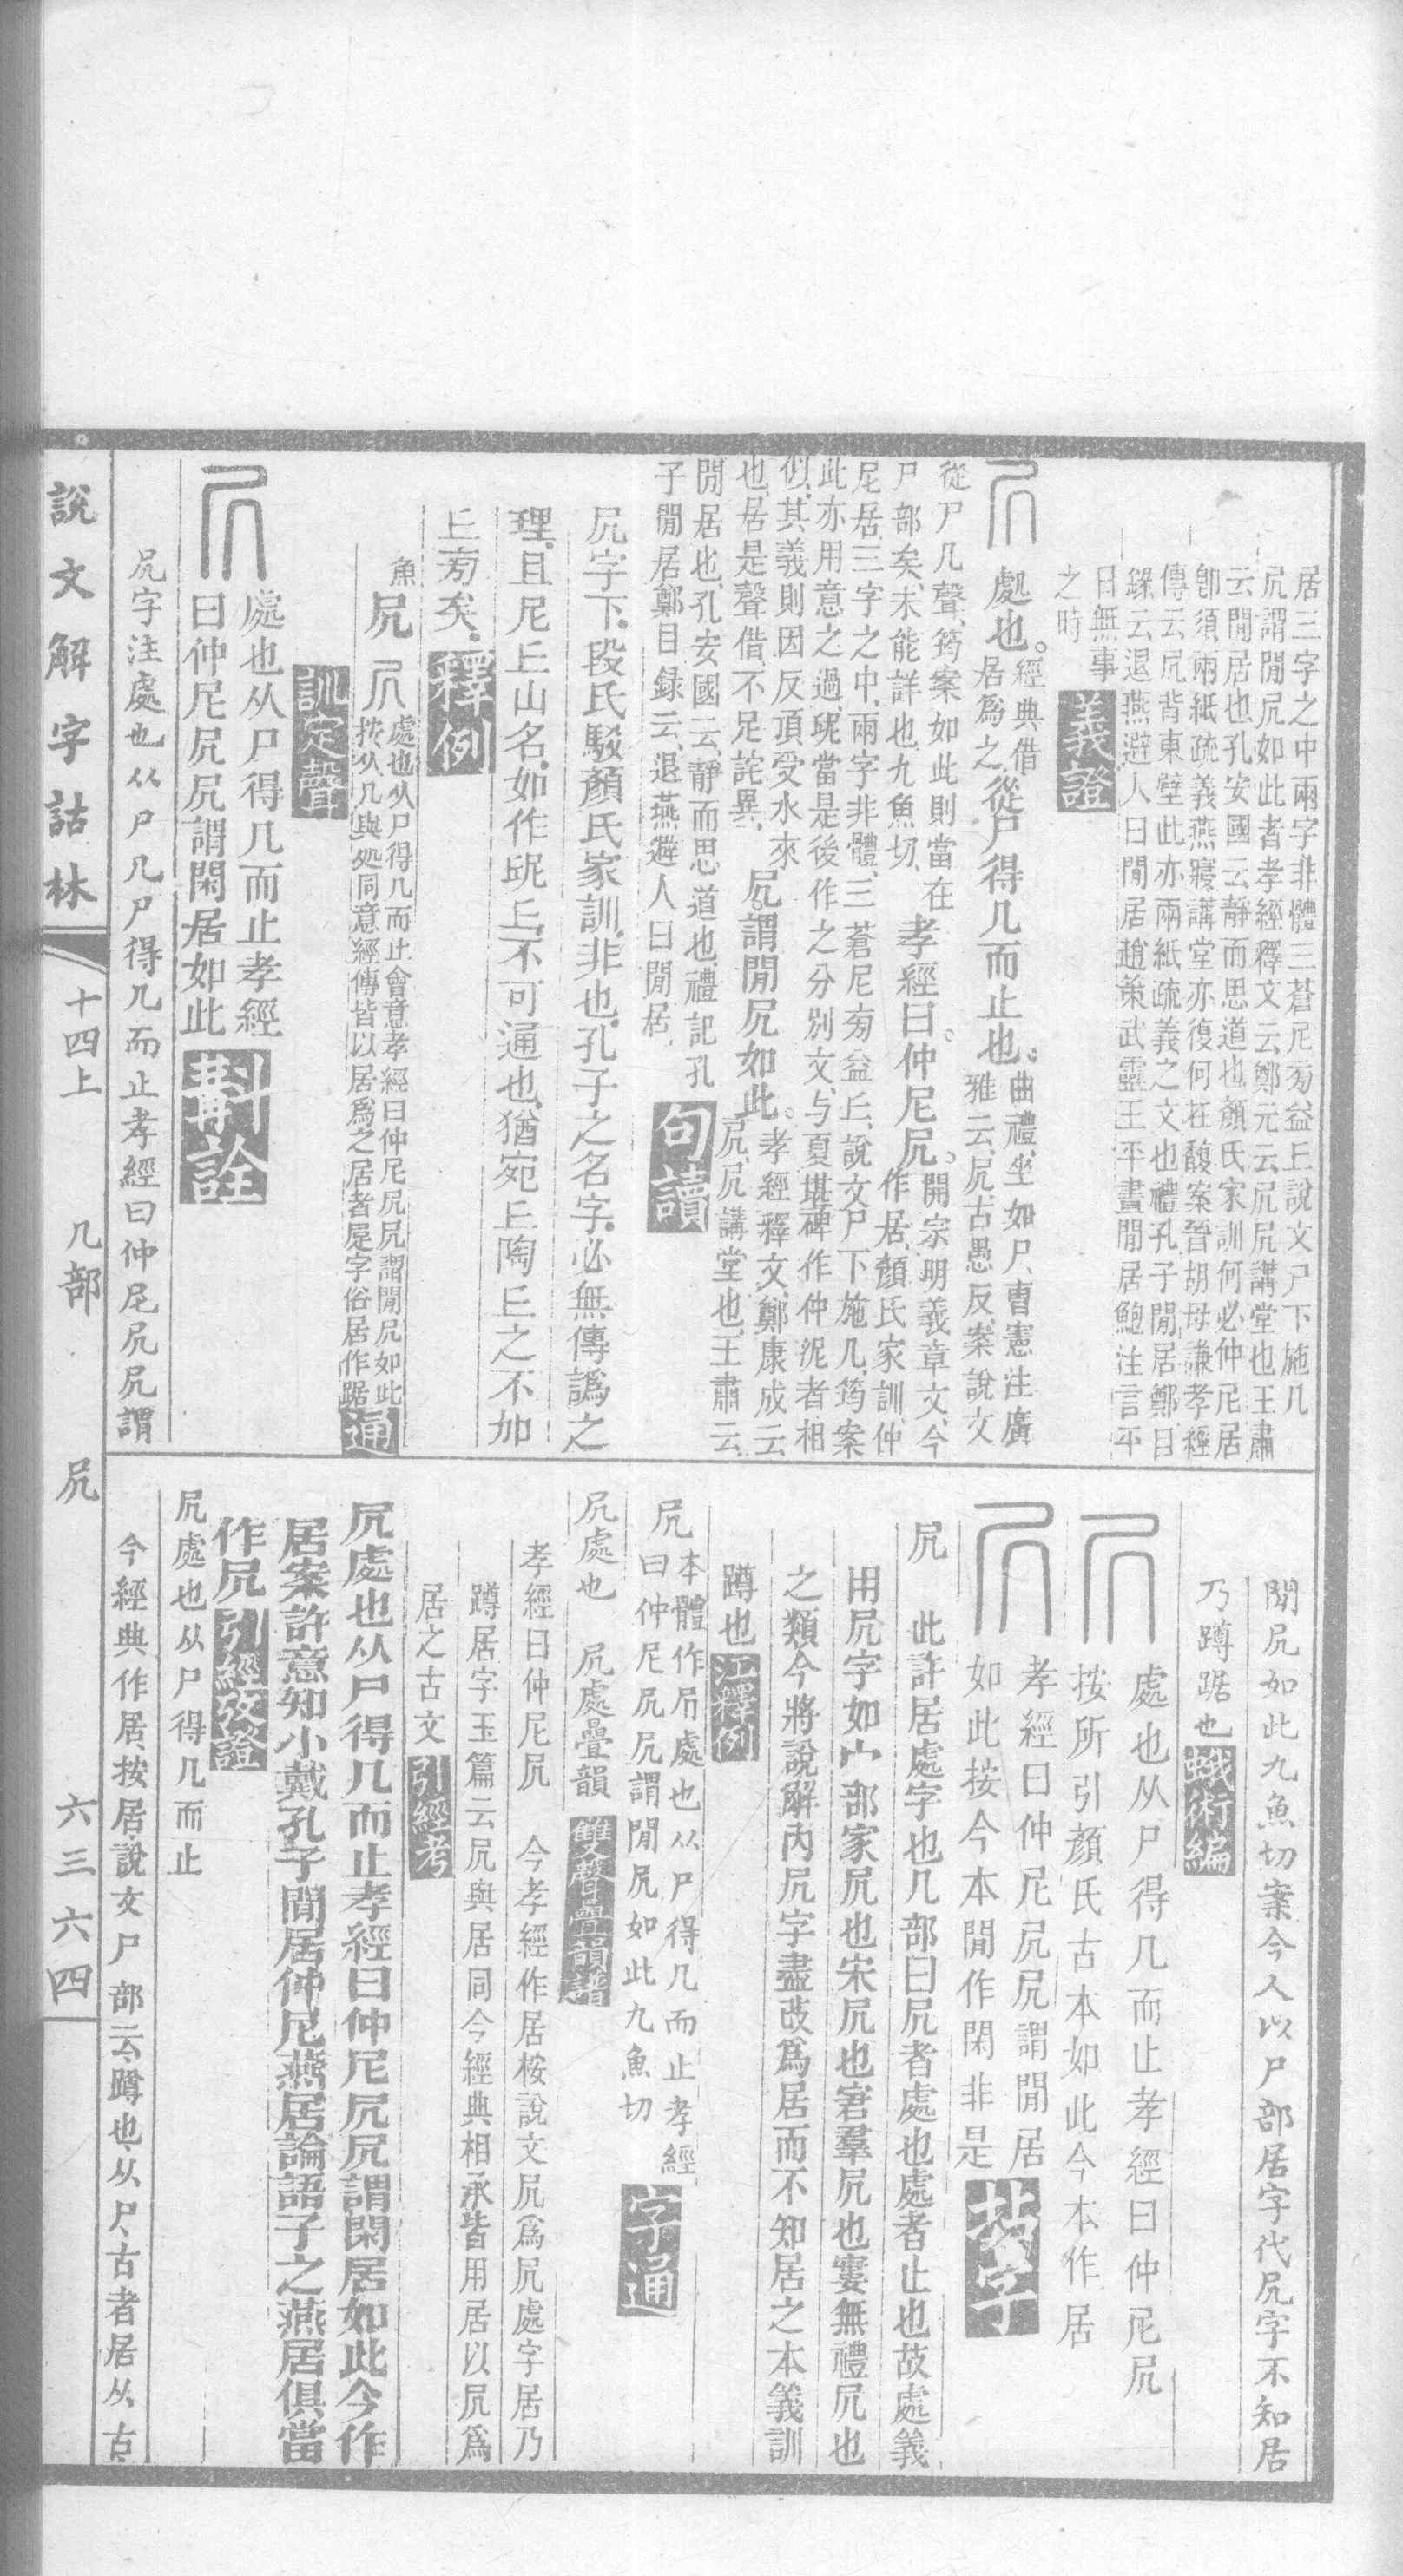 居三字之中兩字非體三蒼尼旁益丘說文尸下施几
凥謂閒凥如此者孝經釋文云鄭元云凥凥講堂也王肅
云閒居也孔安國云靜而思道也顏氏家訓何必仲尼居
卽須兩紙疏義燕寢講堂亦復何在馥案晉胡母謙孝經
傳云凥背東壁此亦兩紙疏義之文也禮孔子閒居鄭目
錄云退燕避人曰閒居趙策武靈王平晝閒居鮑注言平
日無事
之時
義證
処也。經典借居爲之。從尸得几而止也。曲禮、坐如尸、曹憲注廣
雅云、凥、古愚反、案說文
從尸几聲、筠案如此則當在
尸部矣、未能詳也、九魚切、孝經曰。仲尼凥。開宗明義章文、今
作居、顏氏家訓、仲
尼居三字之中、兩字非體、三蒼尼旁益丘、說文尸下施几、筠案
此亦用意之過、昵當是後作之分別文、与夏堪碑作仲泥者相
似、其義則因反頂受水來
也、居是聲借、不足詫異、凥。謂閒凥如此。孝經釋文、鄭康成云
凥、凥講堂也、王肅云、
閒居也、孔安國云、靜而思道也、禮記孔
子閒居鄭目録云、退燕避人曰閒居、
句讀
凥字下、段氏駁顏氏家訓、非也、孔子之名字、必無傳譌之
理、且尼丘山名、如作昵丘、不可通也、猶宛丘陶丘之不加
丘旁矣、
釋例
魚 凥 処也从尸得几而止會意孝經曰仲尼凥凥謂閒凥如此
按从几與処同意經傳皆以居爲之居者屍字俗居作踞
通
訓定聲
處也从尸得几而止孝經
曰仲尼凥凥謂閑居如此
斠詮
凥字注處也从尸几尸得几而止孝經曰仲尼凥凥謂
說文解字詁林 十四上 几部 凥 六三六四
閒凥如此九魚切案今人以尸部居字代凥字不知居
乃蹲踞也
蛾術編
處也从尸得几而止孝經曰仲尼凥
按所引顏氏古本如此今本作居
孝經曰仲尼凥凥謂閒居
如此按今本閒作閑非是
凥 此許居處字也几部曰凥者處也處者止也故處義
用凥字如宀部家凥也宋凥也宭羣凥也寠無禮凥也
之類今將說解內凥字盡改爲居而不知居之本義訓
蹲也
江釋例
凥 本體作凥處也从尸得几而止孝經
曰仲尼凥凥謂閒凥如此九魚切
字通
凥處也 凥處疊韻
雙聲疊韻譜
孝經曰仲尼凥 今孝經作居桉說文凥爲凥處字居乃
蹲居字玉篇云凥與居同今經典相承皆用居以凥爲
居之古文
引經考
凥處也从尸得几而止孝經曰仲尼凥凥謂閑居如此今作
居案許意知小戴孔子閒居仲尼燕居論語子之燕居俱當
作凥
引經攷證
凥處也从尸得几而止
今經典作居、按居、說文尸部云、蹲也、从尸、古者居从古、